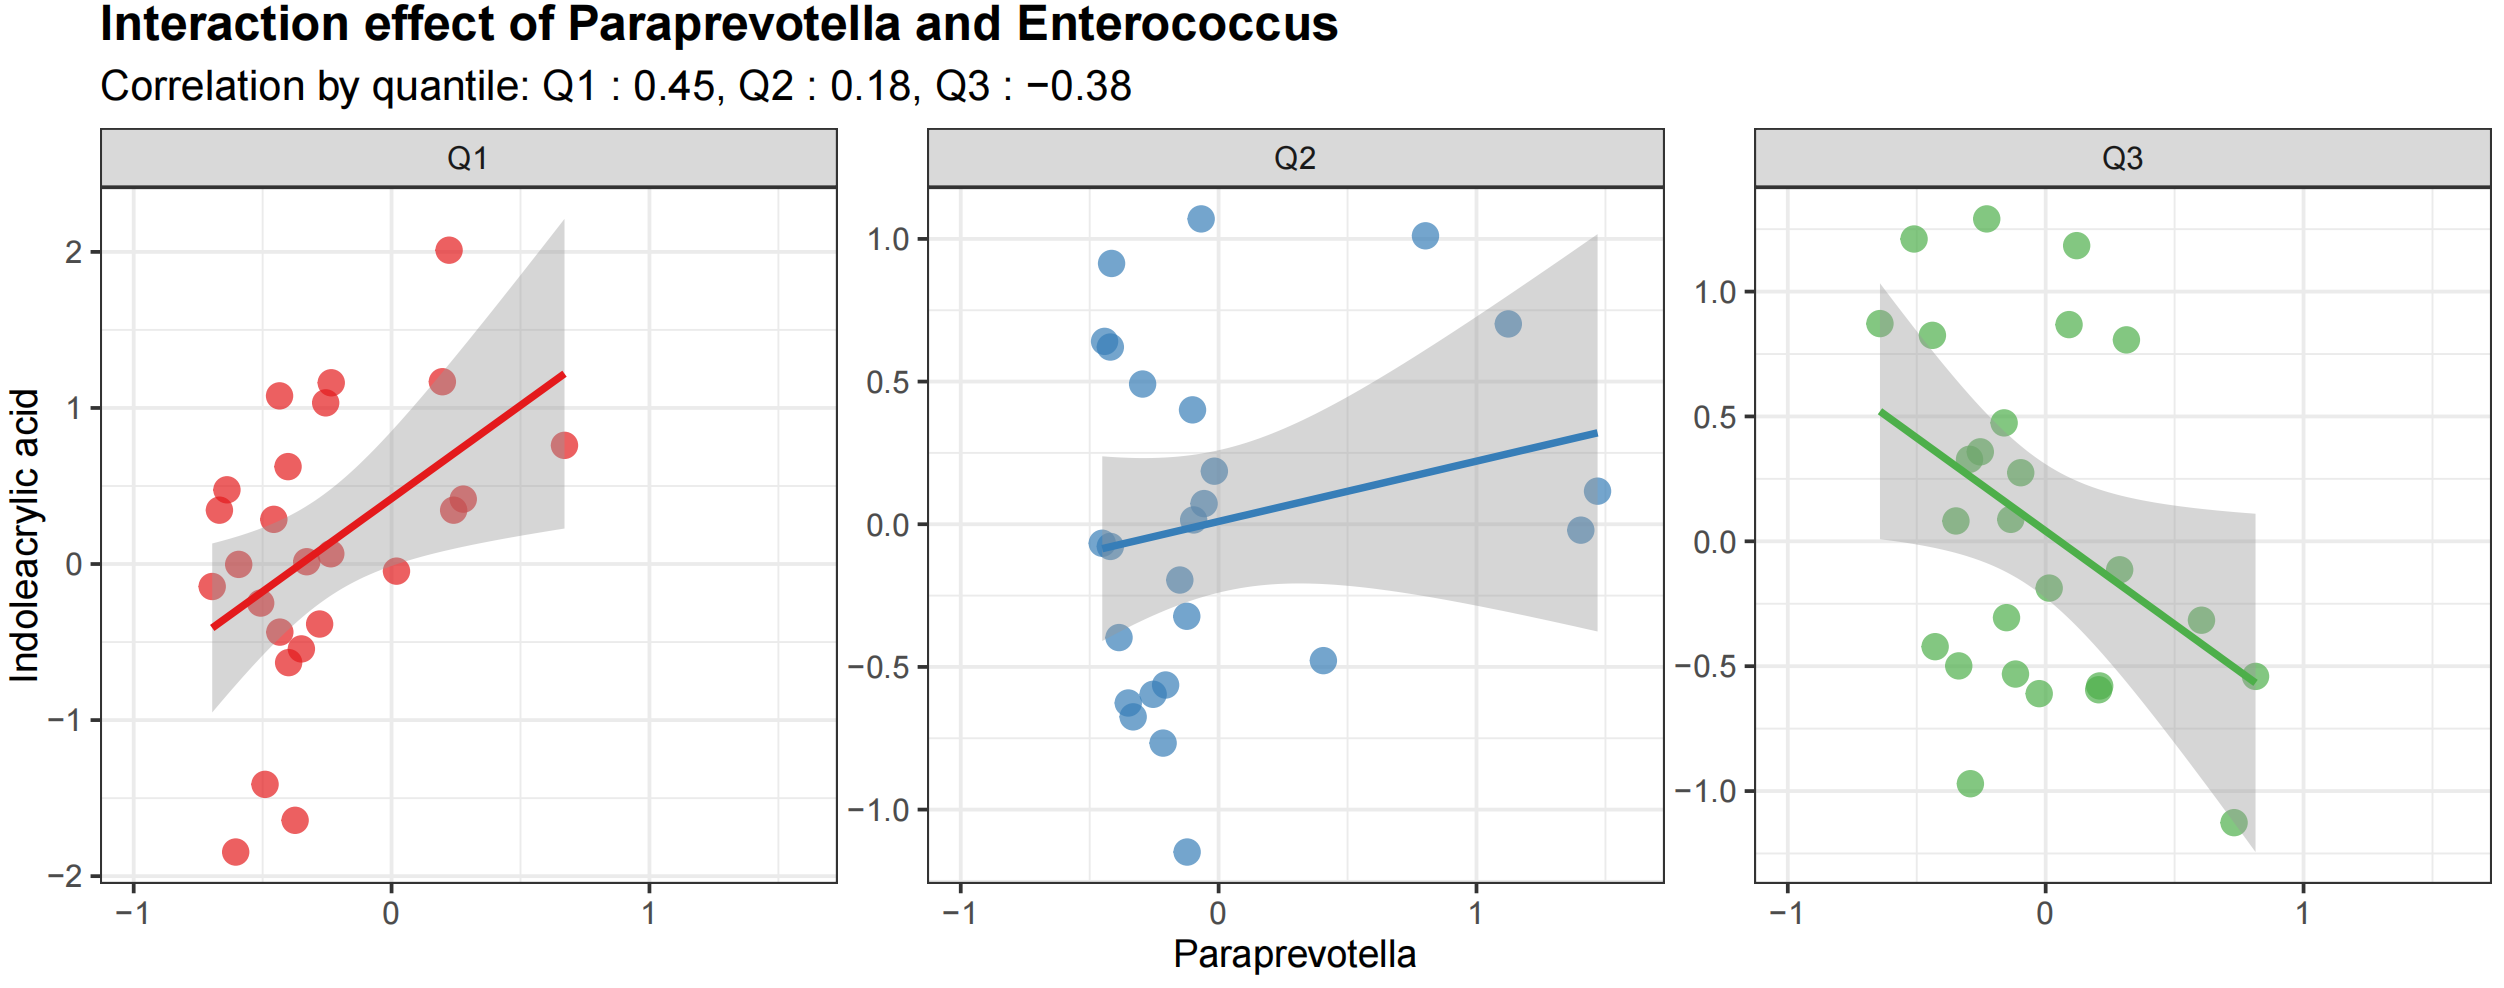 Interaction effect of Paraprevotella and Enterococcus
Correlation by quantile: Q1 : 0.45, Q2 : 0.18, Q3 : −0.38
Q1
Q2
Q3
Indoleacrylic acid
2
1
0
−1
−2
1.0
0.5
0.0
−0.5
−1.0
1.0
0.5
0.0
−0.5
−1.0
−1 0 1
−1 0 1
−1 0 1
Paraprevotella